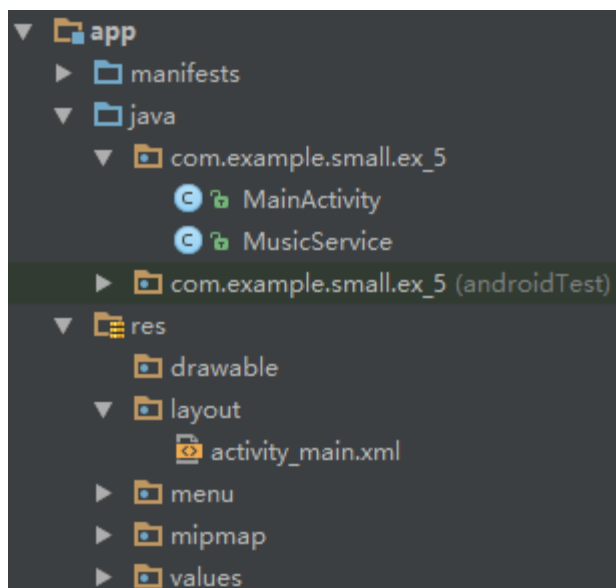 app
manifests
java
com.example.small.ex_5
MainActivity
MusicService
com.example.small.ex_5 (androidTest)
res
drawable
layout
activity_main.xml
menu
mipmap
values